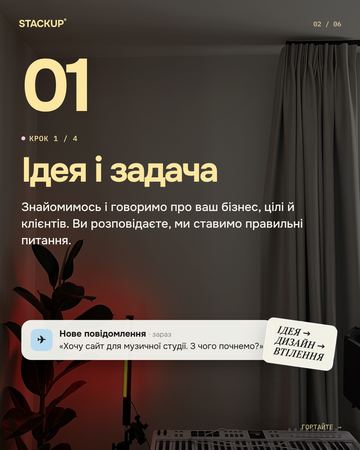 STACKUP®
02 / 06
01
КРОК 1 / 4
Ідея і задача
Знайомимось і говоримо про ваш бізнес, цілі й
клієнтів. Ви розповідаєте, ми ставимо правильні
питання.
Нове повідомлення · зараз
«Хочу сайт для музичної студії. З чого почнемо?»
ІДЕЯ →
ДИЗАЙН →
ВТІЛЕННЯ
ГОРТАЙТЕ →